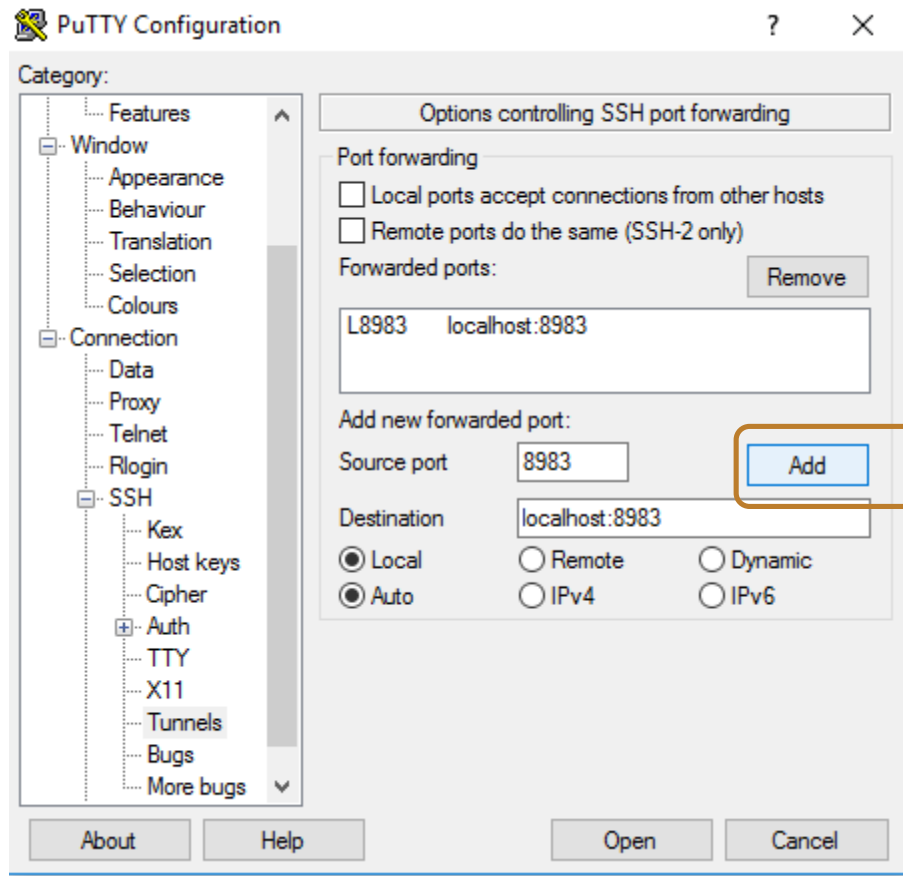 PuTTY Configuration
?
Category:
Features
Window
Appearance
Behaviour
Translation
Selection
Colours
Connection
Data
Proxy
Telnet
Rlogin
SSH
Kex
Host keys
Cipher
Auth
TTY
X11
Tunnels
Bugs
More bugs
Options controlling SSH port forwarding
Port forwarding
Local ports accept connections from other hosts
Remote ports do the same (SSH-2 only)
Forwarded ports:
Remove
L8983 localhost:8983
Add new forwarded port:
Source port 8983 Add
Destination localhost:8983
Local Remote Dynamic
Auto IPv4 IPv6
About Help Open Cancel